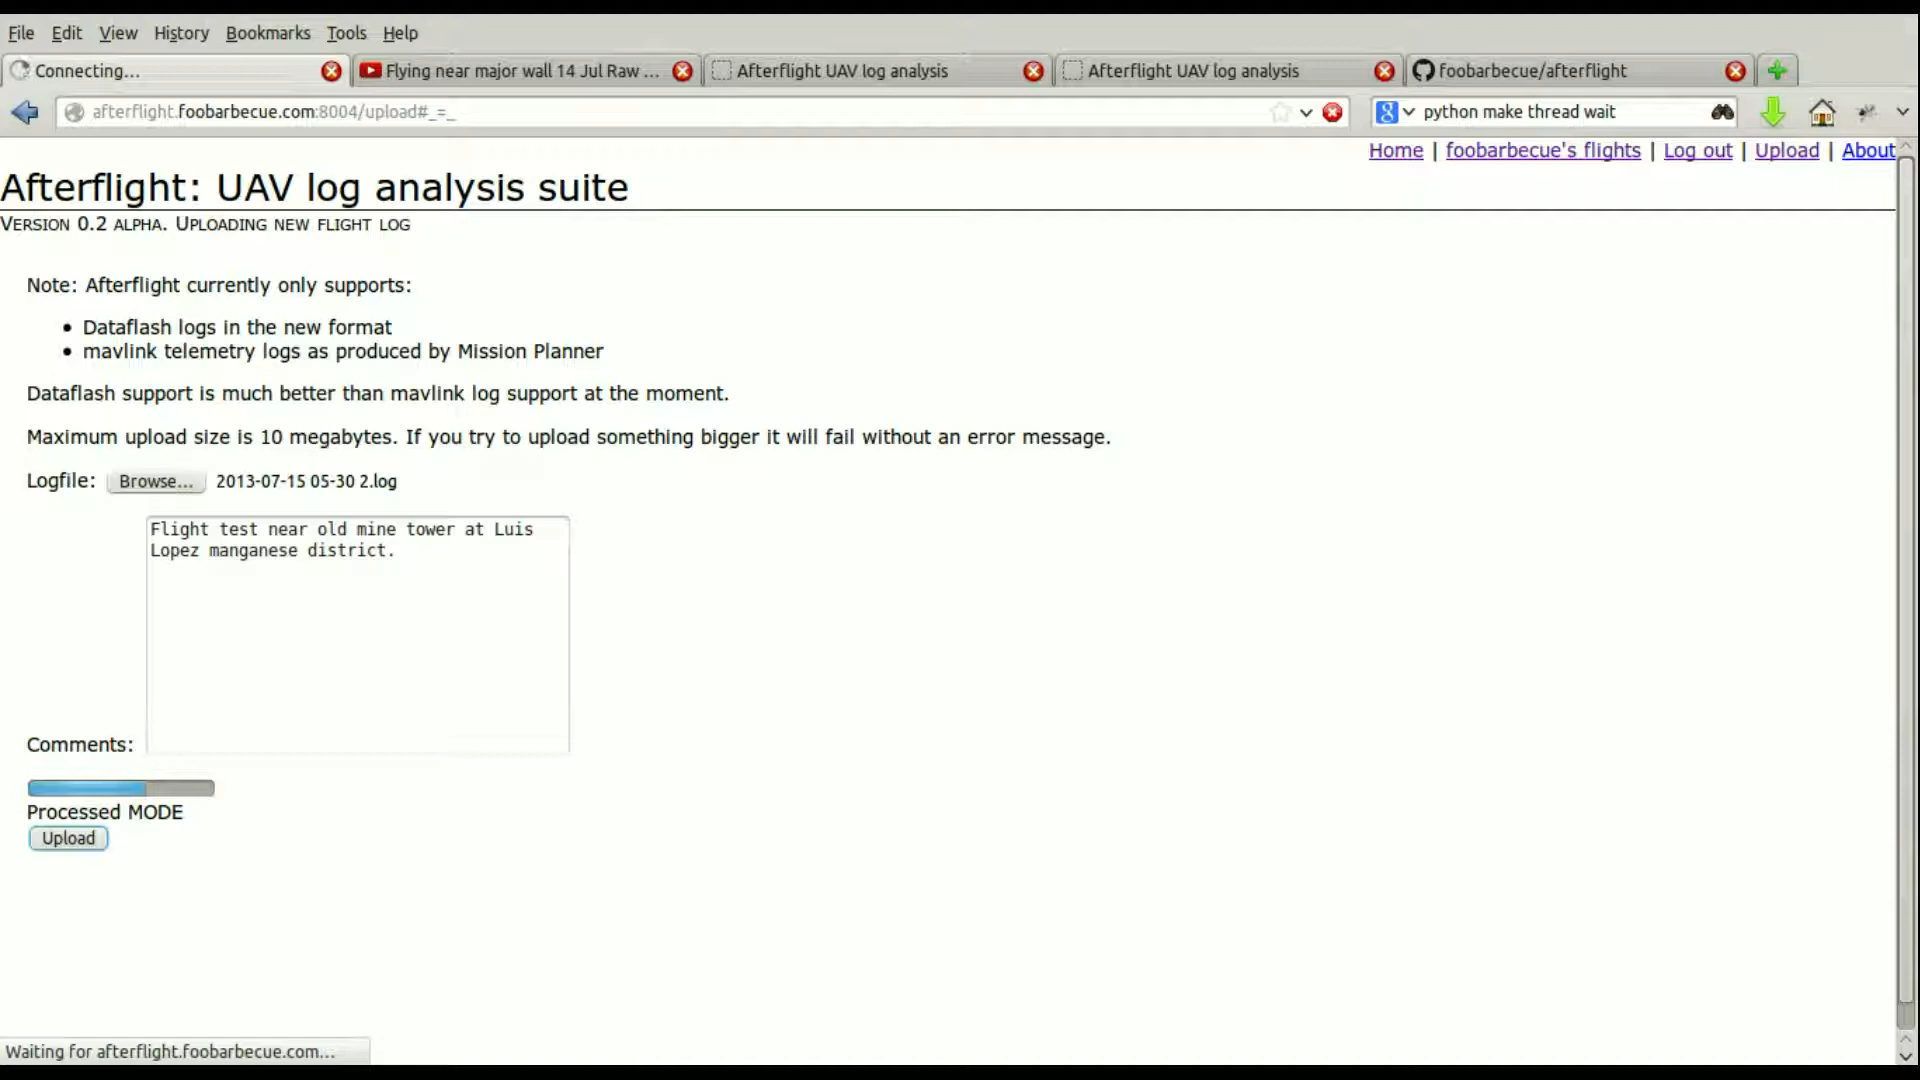 File Edit View History Bookmarks Tools Help
Connecting... Flying near major wall 14 Jul Raw ... Afterflight UAV log analysis Afterflight UAV log analysis foobarbecue/afterflight
afterflight.foobarbecue.com:8004/upload#_=_ python make thread wait
Home | foobarbecue's flights | Log out | Upload | About
Afterflight: UAV log analysis suite
Version 0.2 alpha. Uploading new flight log
Note: Afterflight currently only supports:
Dataflash logs in the new format
mavlink telemetry logs as produced by Mission Planner
Dataflash support is much better than mavlink log support at the moment.
Maximum upload size is 10 megabytes. If you try to upload something bigger it will fail without an error message.
Logfile: Browse... 2013-07-15 05-30 2.log
Flight test near old mine tower at Luis
Lopez manganese district.
Comments:
Processed MODE
Upload
Waiting for afterflight.foobarbecue.com...